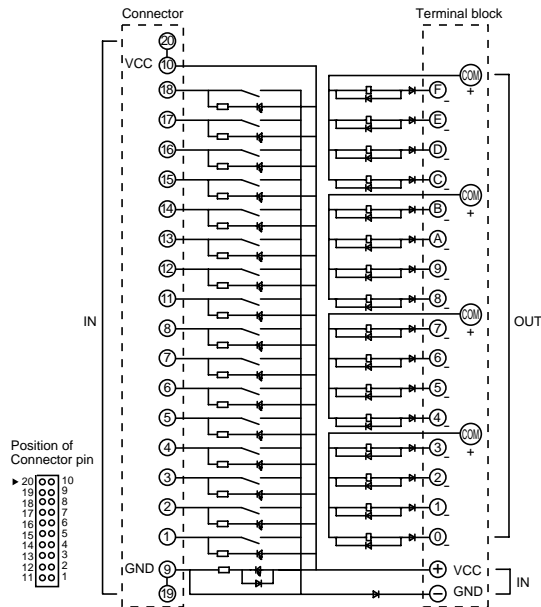 Connector
Terminal block
20
VCC 10
COM
+
18
F
–
17
E
–
16
D
–
15
C
–
COM
+
14
B
–
13
A
–
12
9
–
11
8
–
COM
+
IN
OUT
8
7
–
7
6
–
6
5
–
5
4
–
COM
+
4
3
–
3
2
–
2
1
–
1
0
–
Position of
Connector pin
20 10
19 9
18 8
17 7
16 6
15 5
14 4
13 3
12 2
11 1
GND 9
+ VCC
IN
19
– GND